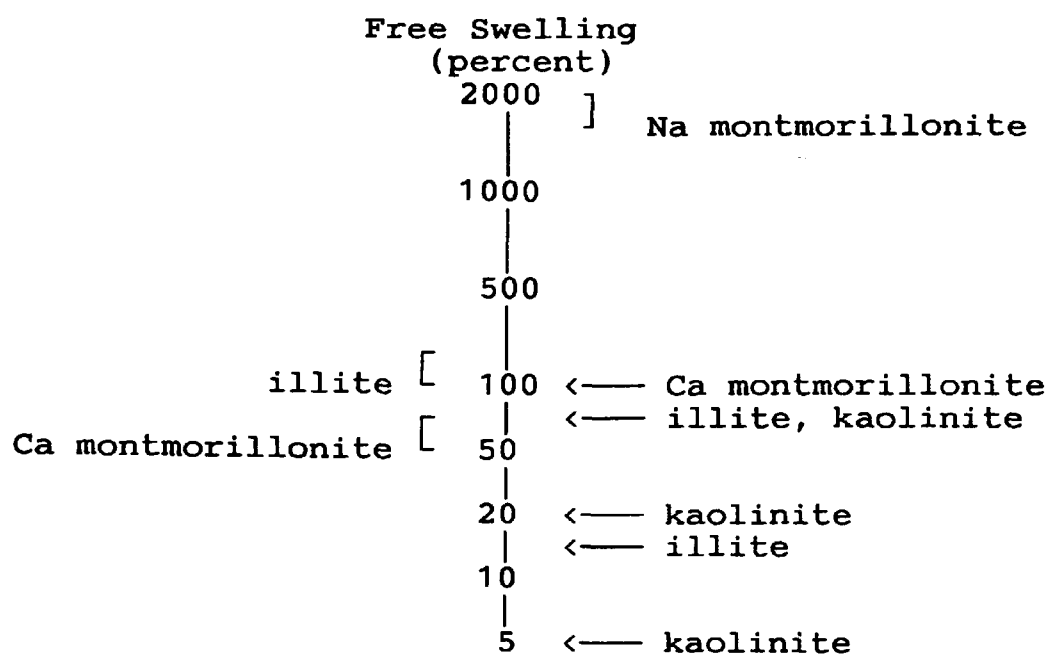 Free Swelling
(percent)
2000 ] Na montmorillonite
1000
500
illite [ 100 <— Ca montmorillonite
<— illite, kaolinite
Ca montmorillonite [ 50
20 <— kaolinite
<— illite
10
5 <— kaolinite